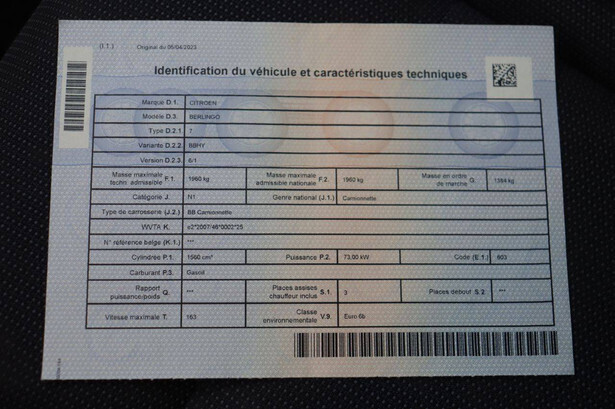 (I.1.) Original du 05/04/2023
Identification du véhicule et caractéristiques techniques
Marque D.1. CITROEN
Modèle D.3. BERLINGO
Type D.2.1 7
Variante D.2.2 BBHY
Version D.2.3. 6/1
Masse maximale techn. admissible F.1. 1960 kg Masse maximale admissible nationale F.2. 1960 kg Masse en ordre de marche G. 1384 kg
Catégorie J. N1 Genre national (J.1.) Camionnette
Type de carrosserie (J.2.) BB Camionnette
WVTA K. e2*2007/46*0002*25
N° référence belge (K.1.) ***
Cylindrée P.1. 1560 cm³ Puissance P.2. 73,00 kW Code (E.1.) 603
Carburant P.3. Gasoil
Rapport puissance/poids Q. *** Places assises chauffeur inclus S.1. 3 Places debout S.2. ***
Vitesse maximale T. 163 Classe environnementale V.9. Euro 6b